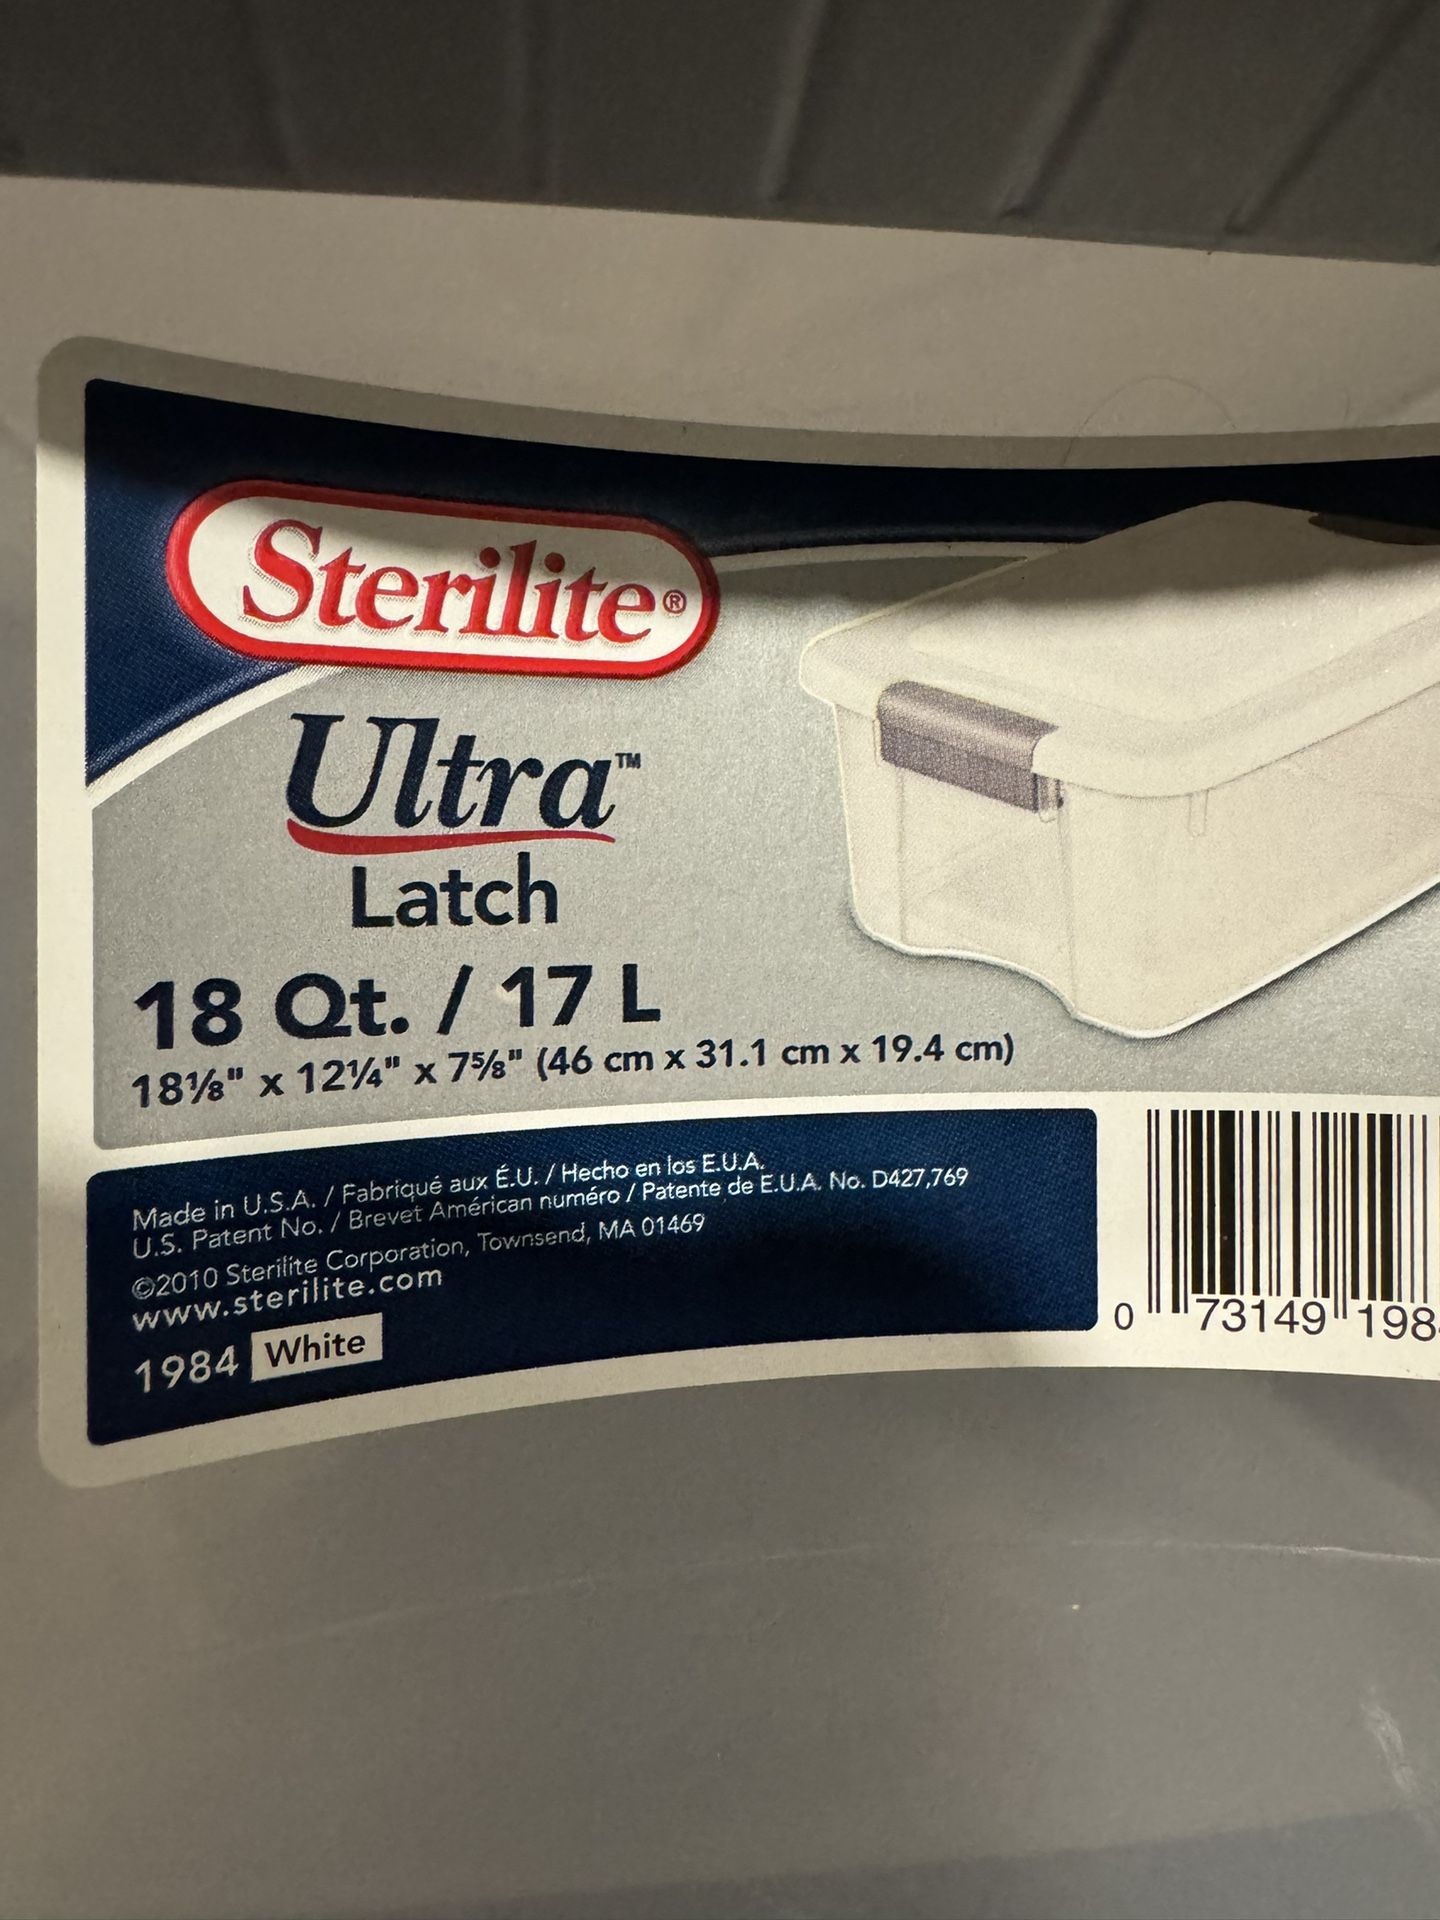 Sterilite®
Ultra™
Latch
18 Qt. / 17 L
18⅛" x 12¼" x 7⅝" (46 cm x 31.1 cm x 19.4 cm)
Made in U.S.A. / Fabriqué aux É.U. / Hecho en los E.U.A.
U.S. Patent No. / Brevet Américan numéro / Patente de E.U.A. No. D427,769
©2010 Sterilite Corporation, Townsend, MA 01469
www.sterilite.com
1984 White
0 73149 198